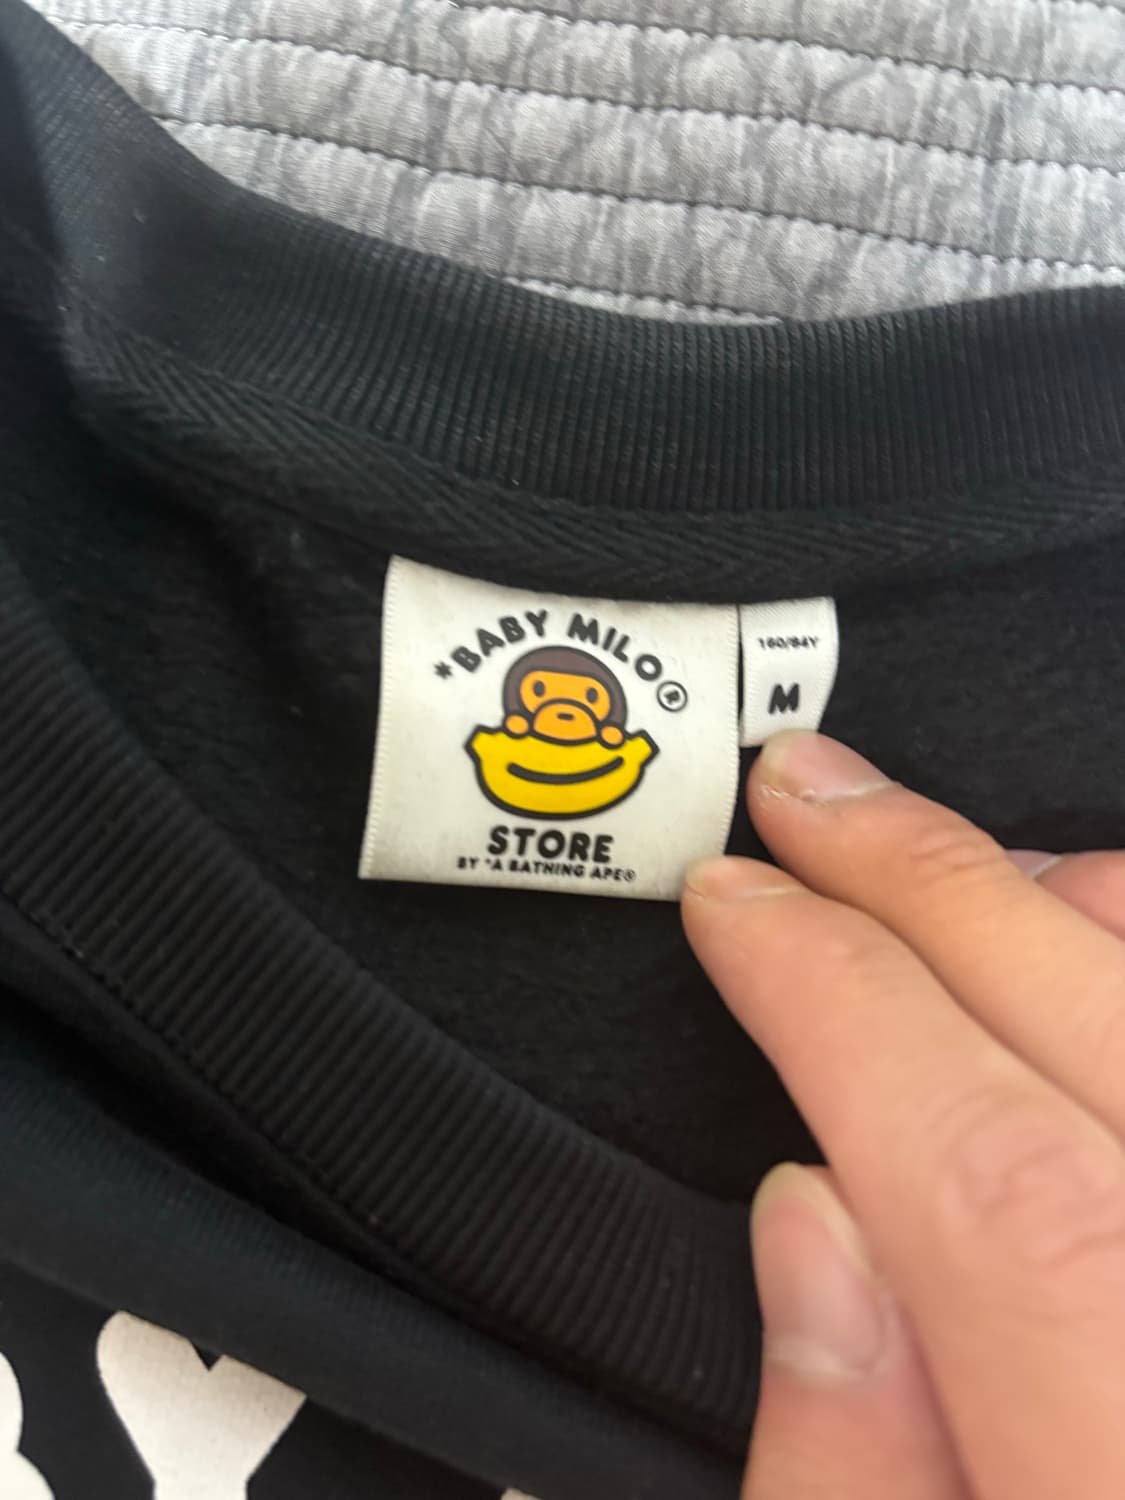 *BABY MILO®
STORE
BY *A BATHING APE®
160/84Y
M